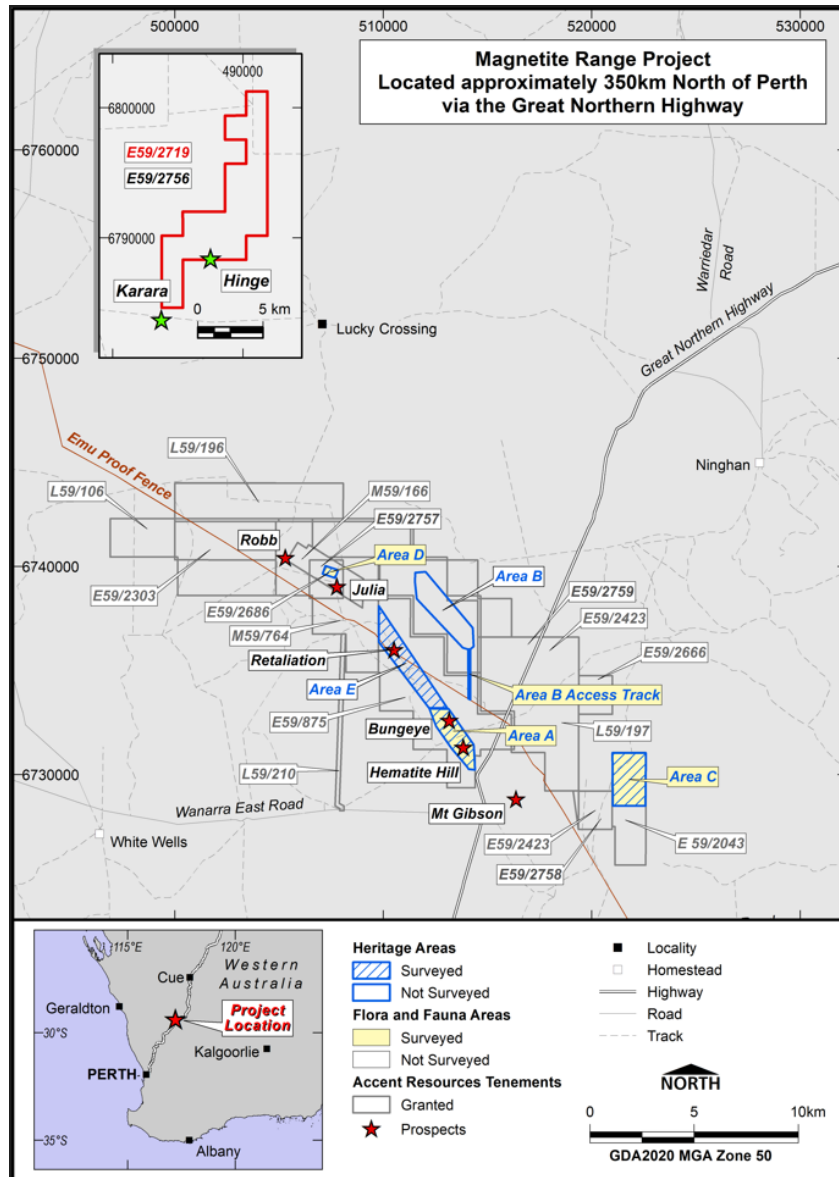 500000
510000
520000
530000
Magnetite Range Project
Located approximately 350km North of Perth
via the Great Northern Highway
490000
6800000
E59/2719
E59/2756
6790000
Hinge
Karara
0
5 km
6760000
Warriedar
Road
Great Northern Highway
Lucky Crossing
6750000
Emu Proof Fence
L59/196
Ninghan
L59/106
M59/166
E59/2757
Robb
Area D
6740000
Area B
Julia
E59/2759
E59/2303
E59/2686
E59/2423
M59/764
E59/2666
Retaliation
Area E
Area B Access Track
E59/875
Bungeye
Area A
L59/197
Hematite Hill
L59/210
Area C
6730000
Wanarra East Road
Mt Gibson
White Wells
E59/2423
E 59/2043
E59/2758
115°E
120°E
Western
Australia
Cue
Geraldton
Project
Location
30°S
Kalgoorlie
PERTH
35°S
Albany
Heritage Areas
Surveyed
Not Surveyed
Flora and Fauna Areas
Surveyed
Not Surveyed
Accent Resources Tenements
Granted
Prospects
Locality
Homestead
Highway
Road
Track
NORTH
0
5
10km
GDA2020 MGA Zone 50